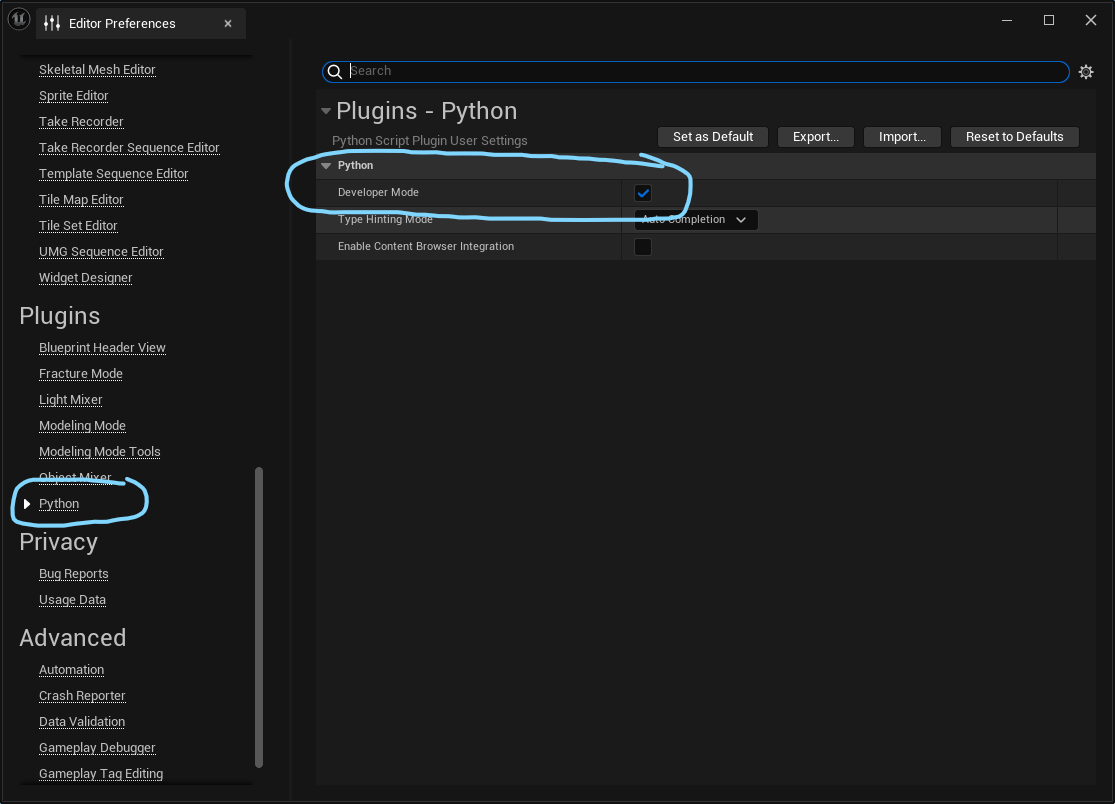 Editor Preferences
Skeletal Mesh Editor
Sprite Editor
Take Recorder
Take Recorder Sequence Editor
Template Sequence Editor
Tile Map Editor
Tile Set Editor
UMG Sequence Editor
Widget Designer
Plugins
Blueprint Header View
Fracture Mode
Light Mixer
Modeling Mode
Modeling Mode Tools
Object Mixer
Python
Privacy
Bug Reports
Usage Data
Advanced
Automation
Crash Reporter
Data Validation
Gameplay Debugger
Gameplay Tag Editing
Search
Plugins - Python
Python Script Plugin User Settings
Set as Default Export... Import... Reset to Defaults
Python
Developer Mode
Type Hinting Mode Auto Completion
Enable Content Browser Integration